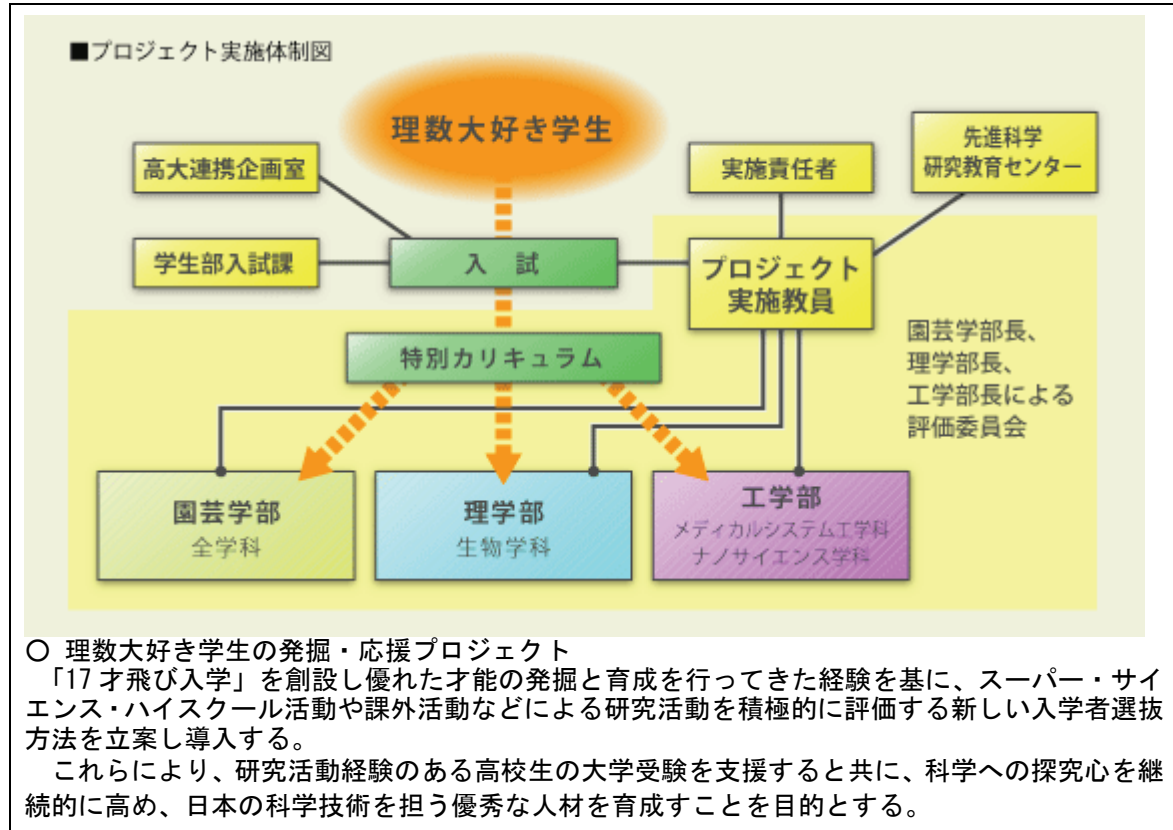 ■プロジェクト実施体制図
理数大好き学生
高大連携企画室
実施責任者
先進科学
研究教育センター
学生部入試課
入 試
プロジェクト
実施教員
特別カリキュラム
園芸学部長、
理学部長、
工学部長による
評価委員会
園芸学部
全学科
理学部
生物学科
工学部
メディカルシステム工学科
ナノサイエンス学科
○ 理数大好き学生の発掘・応援プロジェクト
「17 才飛び入学」を創設し優れた才能の発掘と育成を行ってきた経験を基に、スーパー・サイ
エンス・ハイスクール活動や課外活動などによる研究活動を積極的に評価する新しい入学者選抜
方法を立案し導入する。
これらにより、研究活動経験のある高校生の大学受験を支援すると共に、科学への探究心を継
続的に高め、日本の科学技術を担う優秀な人材を育成すことを目的とする。